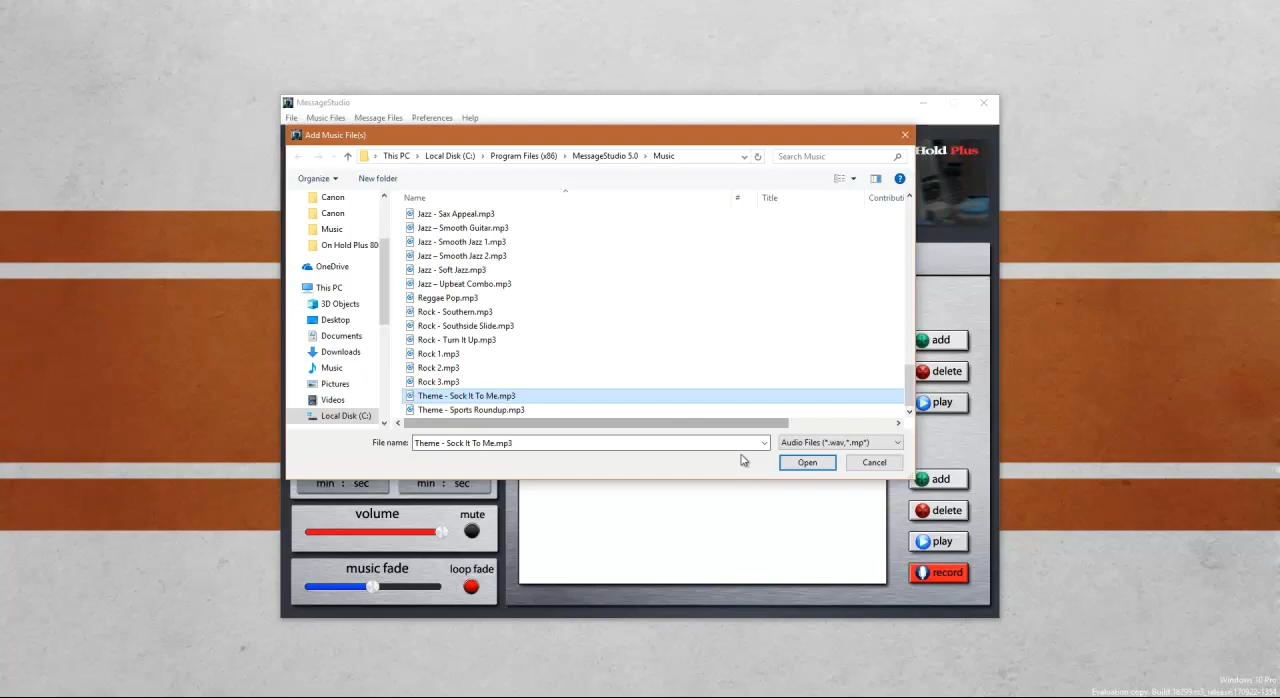 MessageStudio
File Music Files Message Files Preferences Help
Add Music File(s)
This PC Local Disk (C:) Program Files (x86) MessageStudio 5.0 Music
Search Music
Hold Plus
Organize New folder
Name # Title Contributi
Canon
Canon
Music
On Hold Plus 80
OneDrive
This PC
3D Objects
Desktop
Documents
Downloads
Music
Pictures
Videos
Local Disk (C:)
Jazz - Sax Appeal.mp3
Jazz – Smooth Guitar.mp3
Jazz - Smooth Jazz 1.mp3
Jazz – Smooth Jazz 2.mp3
Jazz - Soft Jazz.mp3
Jazz – Upbeat Combo.mp3
Reggae Pop.mp3
Rock - Southern.mp3
Rock - Southside Slide.mp3
Rock - Turn It Up.mp3
Rock 1.mp3
Rock 2.mp3
Rock 3.mp3
Theme - Sock It To Me.mp3
Theme - Sports Roundup.mp3
File name: Theme - Sock It To Me.mp3
Audio Files (*.wav,*.mp*)
Open Cancel
add
delete
play
min : sec min : sec
volume mute
music fade loop fade
add
delete
play
record
Windows 10 Pro
Evaluation copy. Build 16299.rs3_release.170922-1354